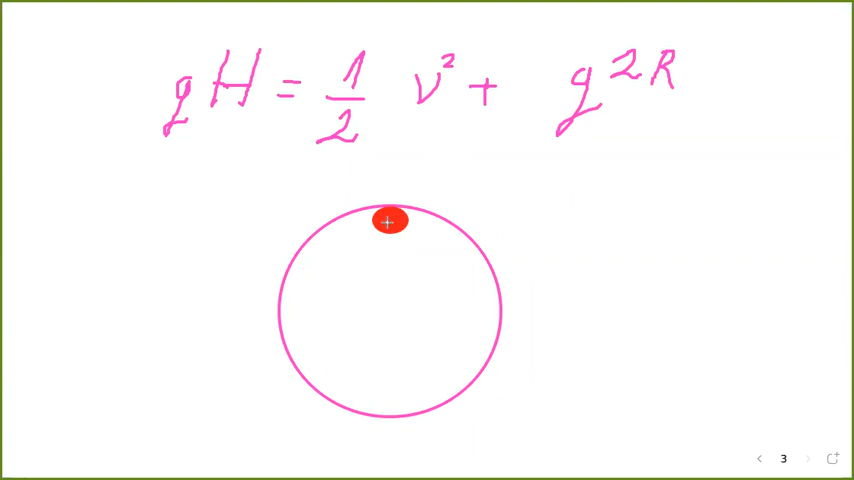 gH = 1/2 v² + g2R
3